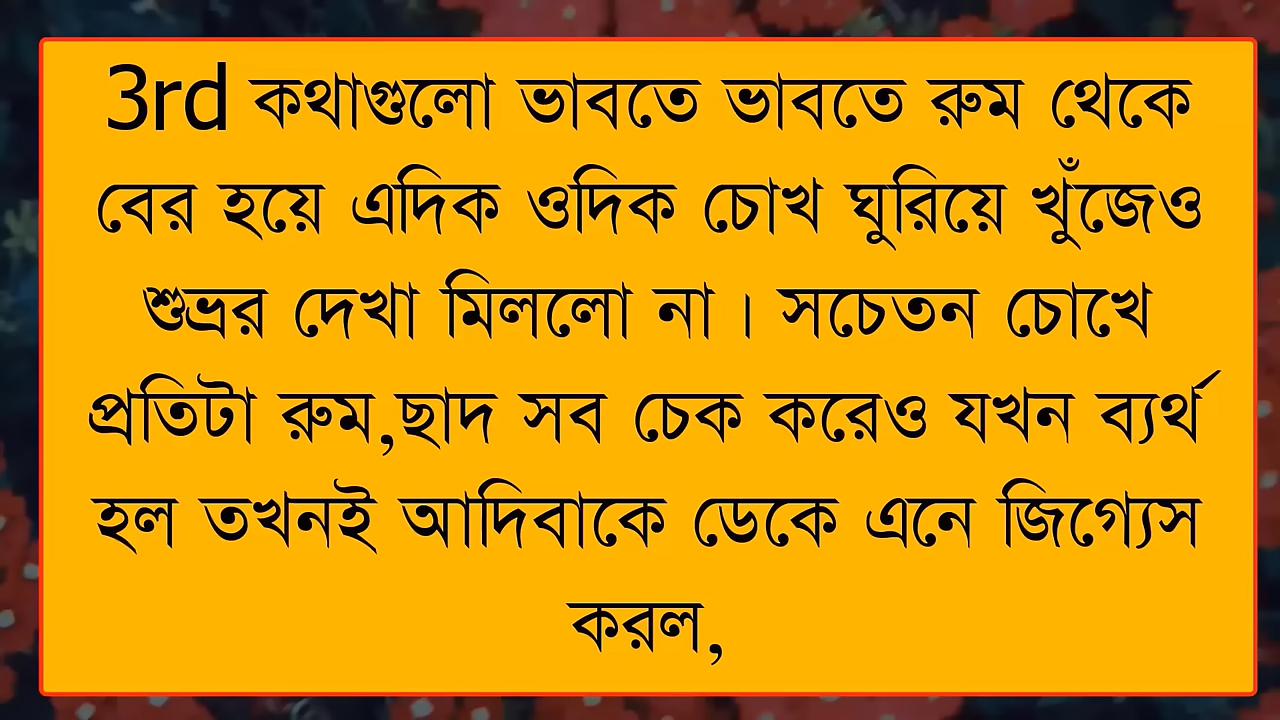 3rd কথাগুলো ভাবতে ভাবতে রুম থেকে
বের হয়ে এদিক ওদিক চোখ ঘুরিয়ে খুঁজেও
শুভ্রর দেখা মিললো না। সচেতন চোখে
প্রতিটা রুম,ছাদ সব চেক করেও যখন ব্যর্থ
হল তখনই আদিবাকে ডেকে এনে জিগ্যেস
করল,